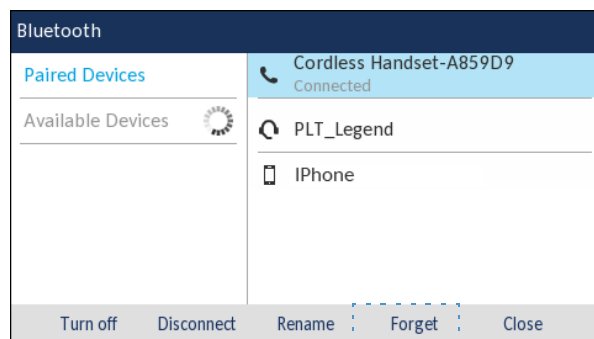 Bluetooth
Paired Devices
Available Devices
Cordless Handset-A859D9
Connected
PLT_Legend
IPhone
Turn off Disconnect Rename Forget Close